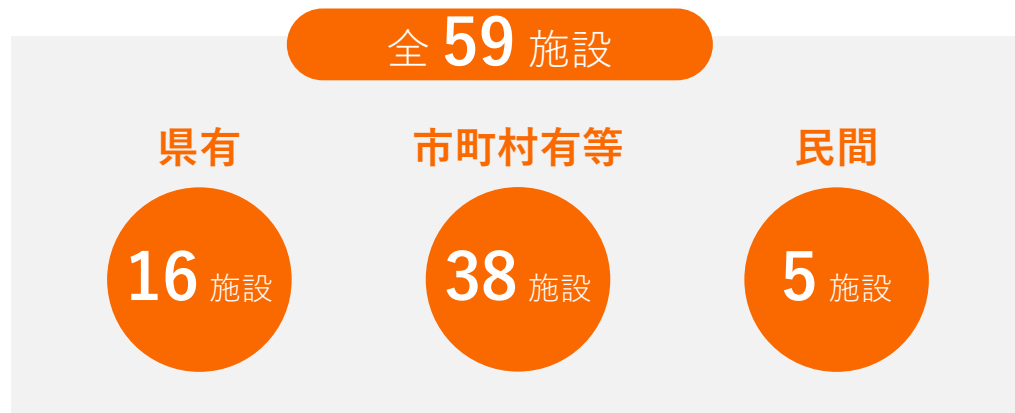 全 59 施設
県有
市町村有等
民間
16 施設
38 施設
5 施設